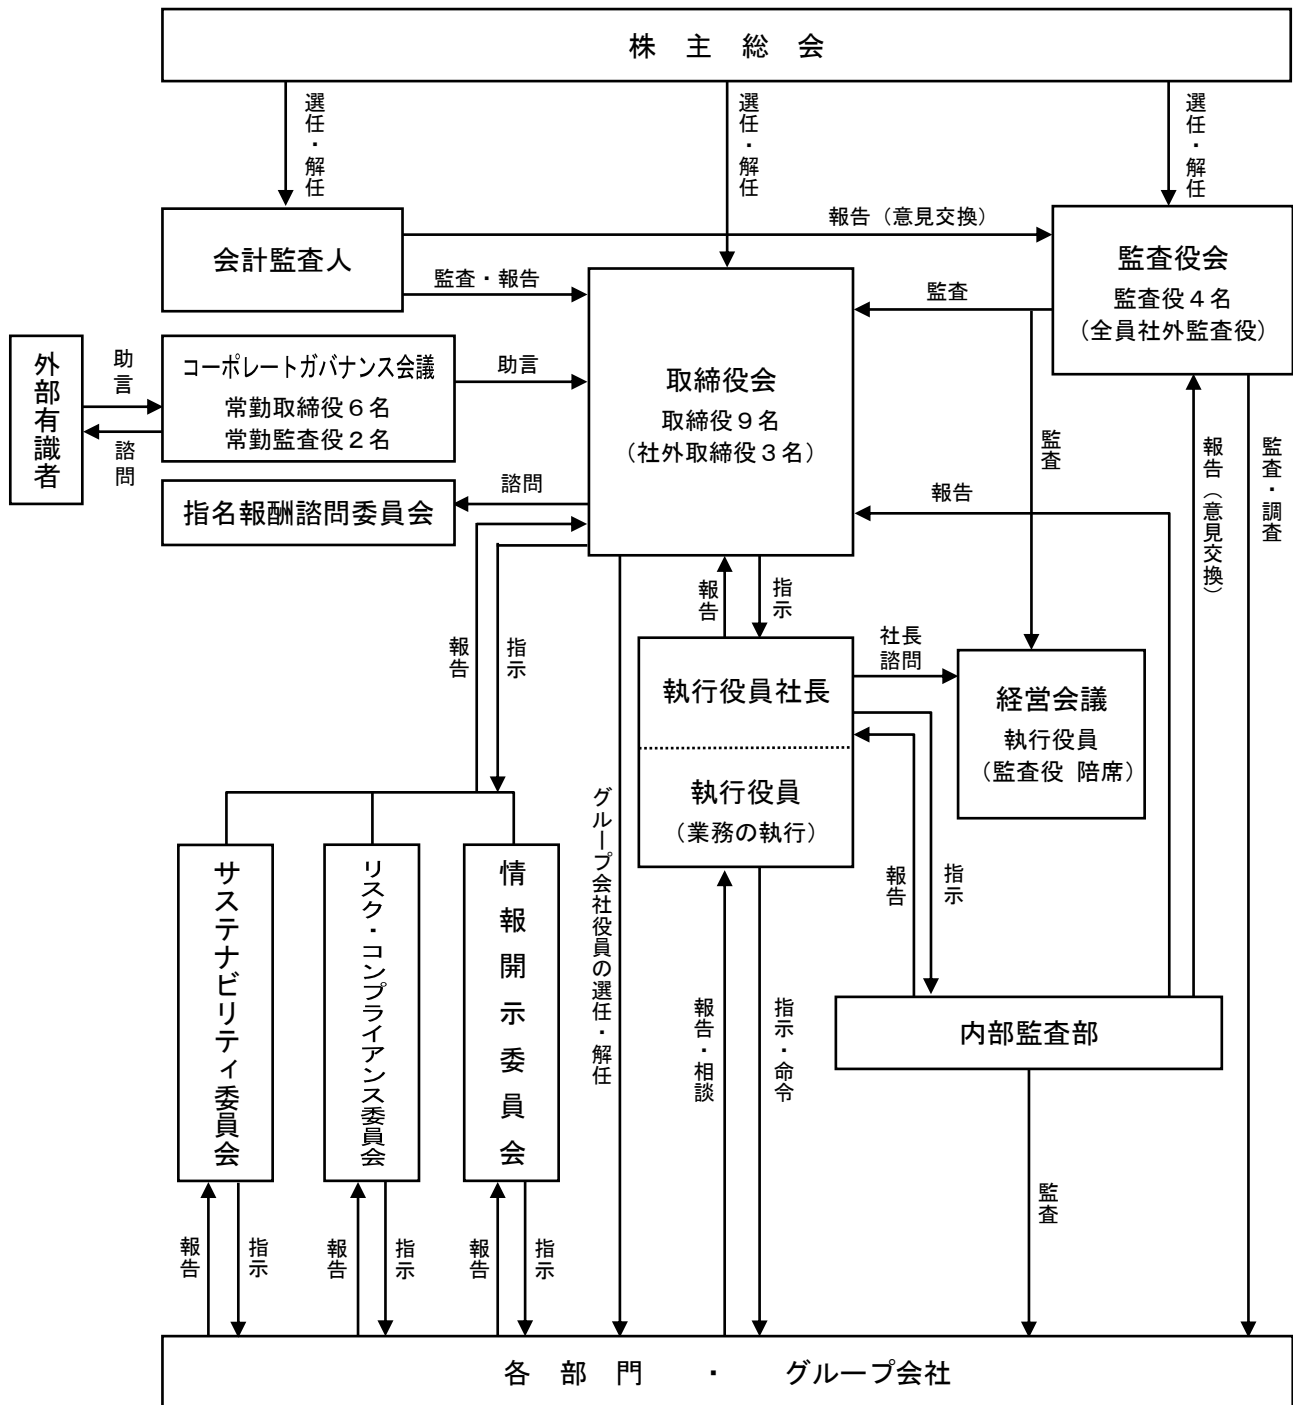 株　主　総　会
選任・解任
選任・解任
選任・解任
会計監査人
報告（意見交換）
監査・報告
監査役会
監査役４名
（全員社外監査役）
監査
外部有識者
助言
諮問
コーポレートガバナンス会議
常勤取締役６名
常勤監査役２名
助言
取締役会
取締役９名
（社外取締役３名）
監査
報告（意見交換）
監査・調査
指名報酬諮問委員会
諮問
報告
報告
指示
報告
指示
執行役員社長
執行役員
（業務の執行）
社長
諮問
経営会議
執行役員
（監査役 陪席）
報告
指示
グループ会社役員の選任・解任
サステナビリティ委員会
リスク・コンプライアンス委員会
情報開示委員会
報告・相談
指示・命令
内部監査部
監査
報告
指示
報告
指示
報告
指示
各　部　門　・　グループ会社